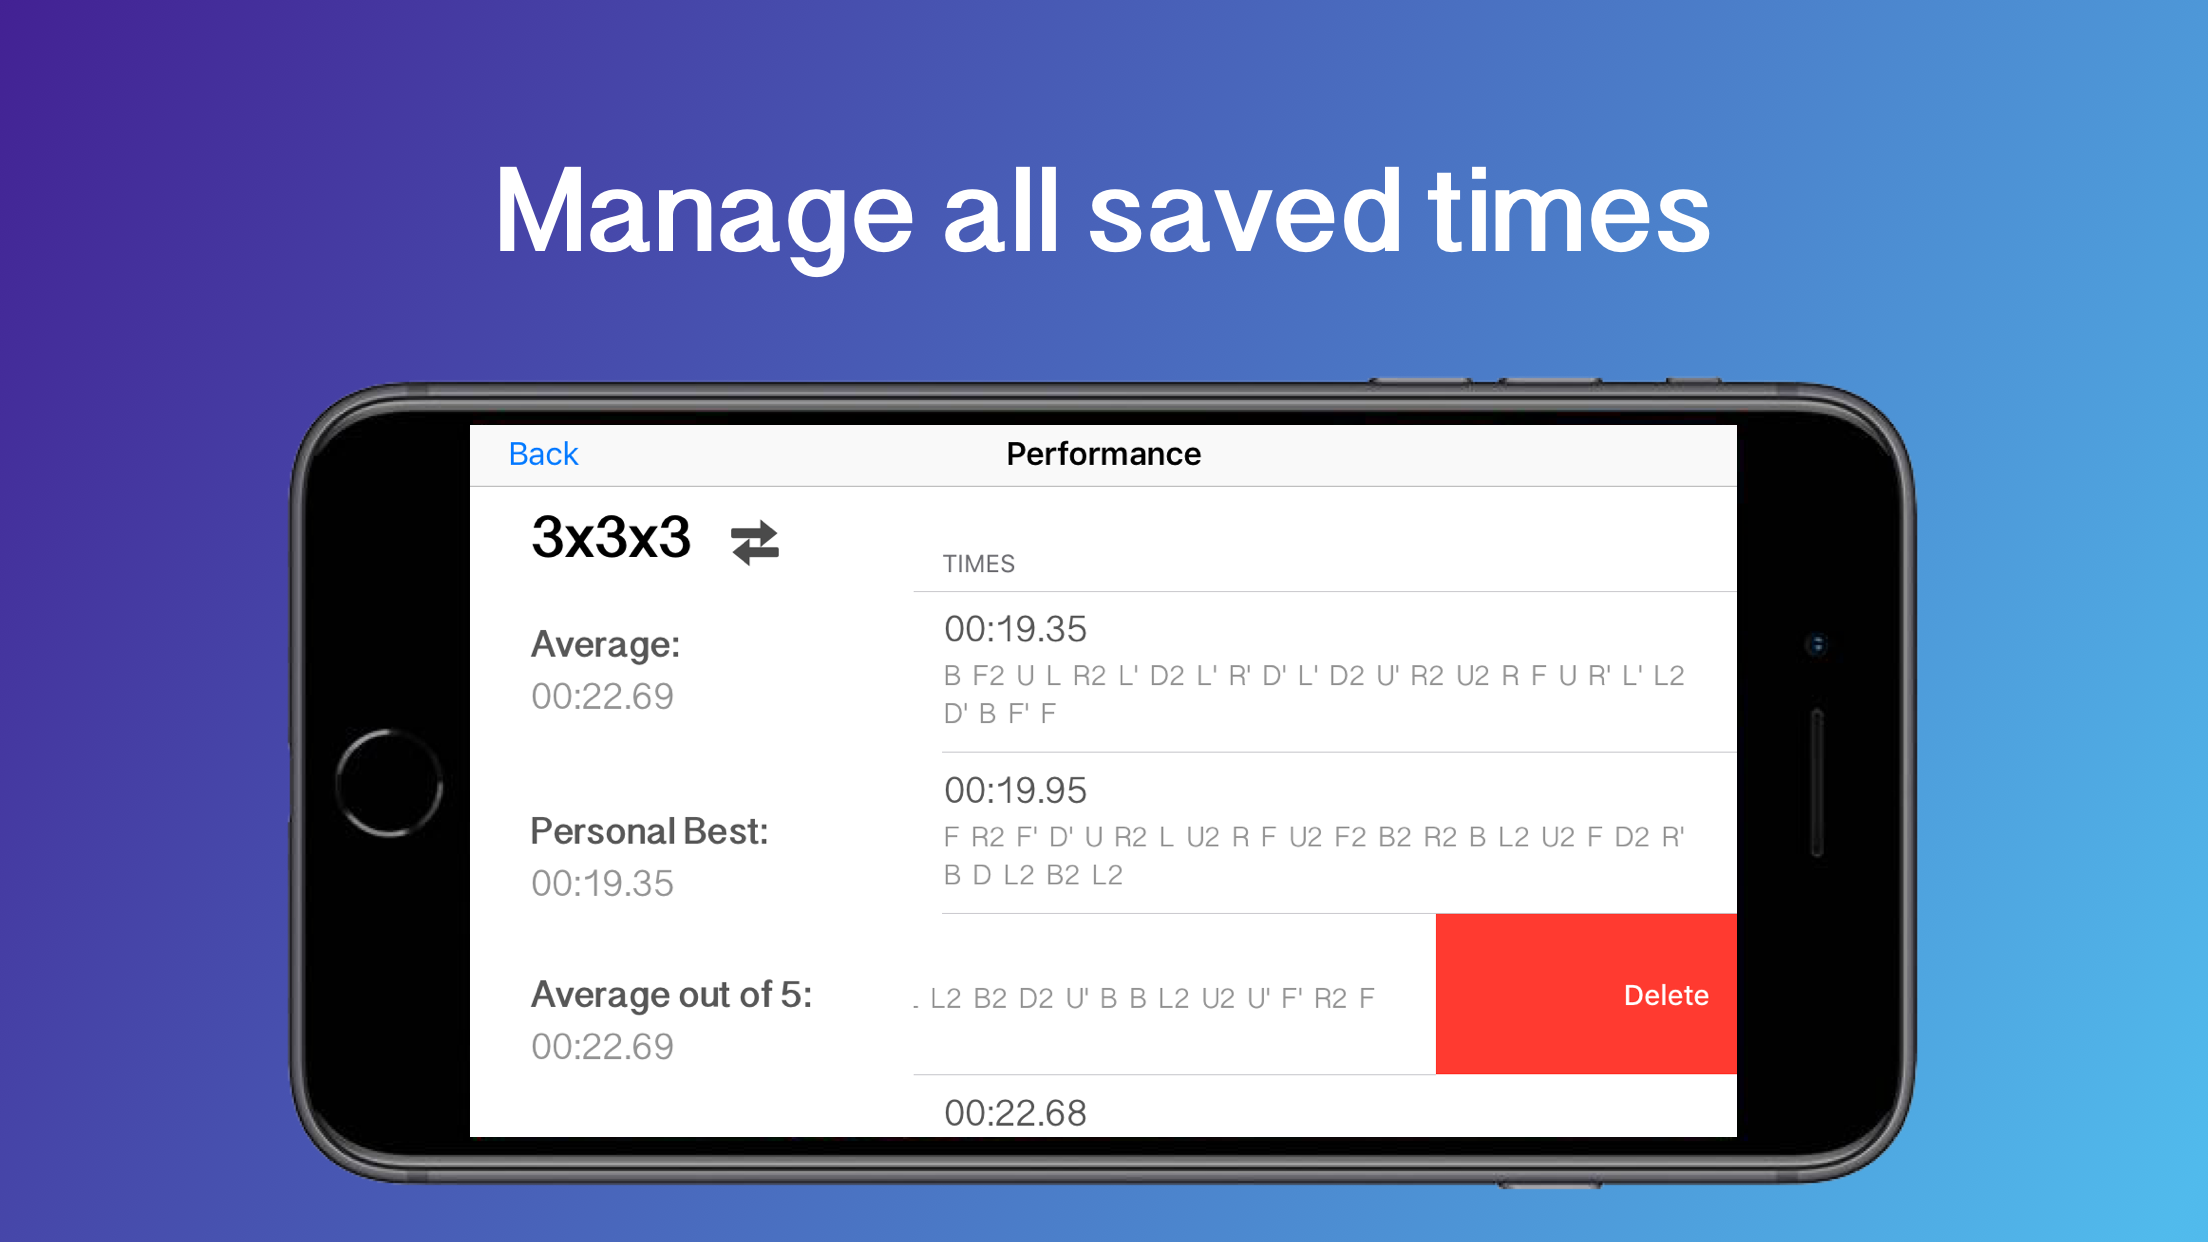 Manage all saved times
Back
Performance
3x3x3
Average:
00:22.69
Personal Best:
00:19.35
Average out of 5:
00:22.69
TIMES
00:19.35
B F2 U L R2 L' D2 L' R' D' L' D2 U' R2 U2 R F U R' L' L2
D' B F' F
00:19.95
F R2 F' D' U R2 L U2 R F U2 F2 B2 R2 B L2 U2 F D2 R'
B D L2 B2 L2
L2 B2 D2 U' B B L2 U2 U' F' R2 F
Delete
00:22.68